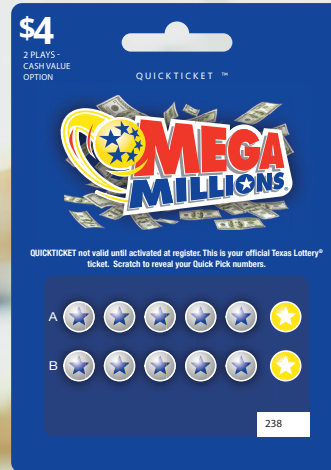 $4
2 PLAYS -
CASH VALUE
OPTION
QUICKTICKET ™
MEGA
MILLIONS®
QUICKTICKET not valid until activated at register. This is your official Texas Lottery®
ticket. Scratch to reveal your Quick Pick numbers.
A
B
238